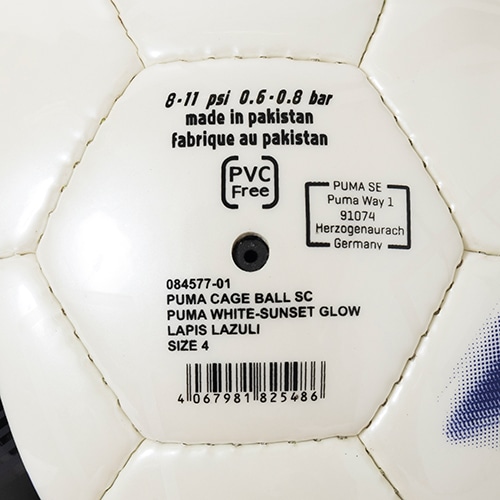 8-11 psi 0.6-0.8 bar
made in pakistan
fabrique au pakistan
PVC
Free
PUMA SE
Puma Way 1
91074
Herzogenaurach
Germany
084577-01
PUMA CAGE BALL SC
PUMA WHITE-SUNSET GLOW
LAPIS LAZULI
SIZE 4
4 067981 825486